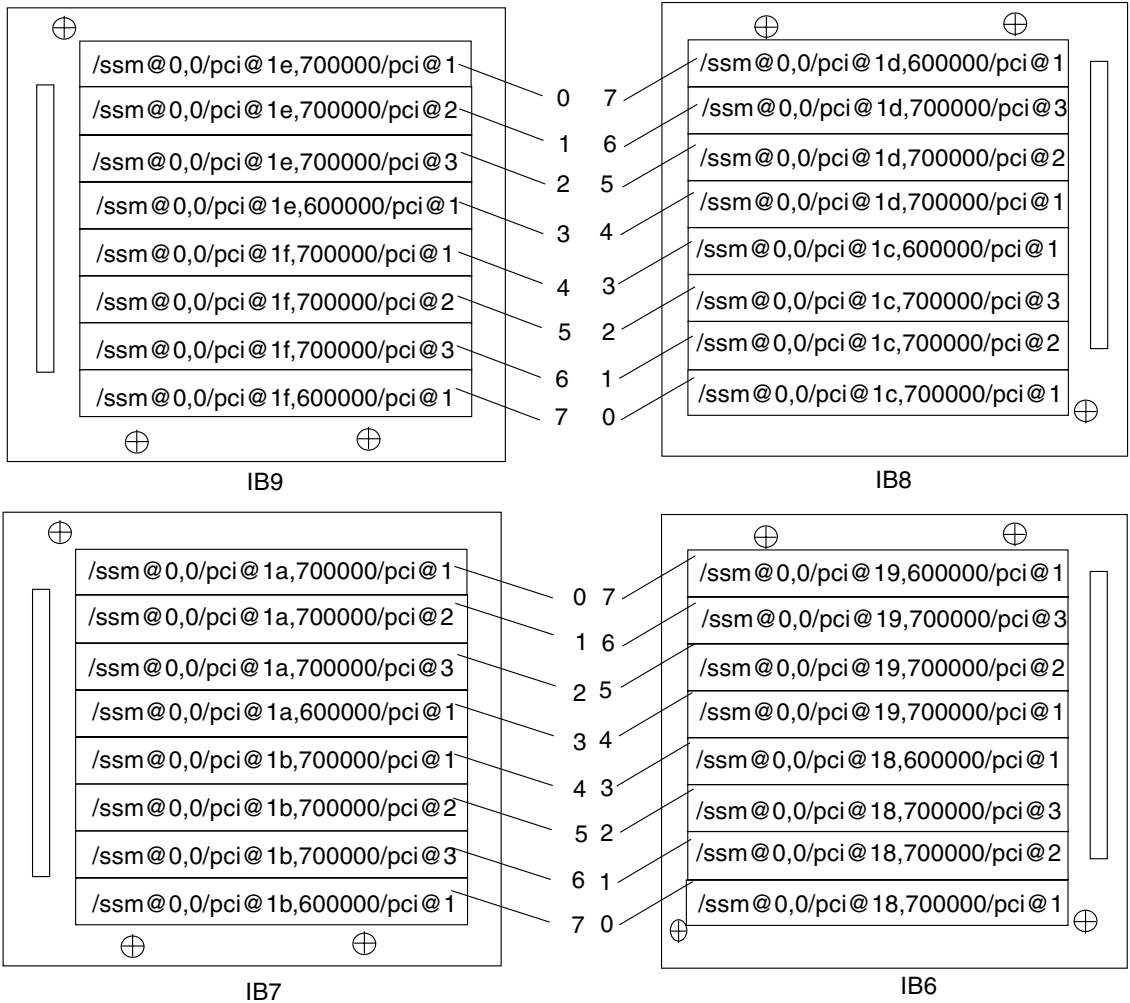 /ssm@0,0/pci@1e,700000/pci@1
/ssm@0,0/pci@1e,700000/pci@2
/ssm@0,0/pci@1e,700000/pci@3
/ssm@0,0/pci@1e,600000/pci@1
/ssm@0,0/pci@1f,700000/pci@1
/ssm@0,0/pci@1f,700000/pci@2
/ssm@0,0/pci@1f,700000/pci@3
/ssm@0,0/pci@1f,600000/pci@1
0
1
2
3
4
5
6
7
IB9
7
6
5
4
3
2
1
0
/ssm@0,0/pci@1d,600000/pci@1
/ssm@0,0/pci@1d,700000/pci@3
/ssm@0,0/pci@1d,700000/pci@2
/ssm@0,0/pci@1d,700000/pci@1
/ssm@0,0/pci@1c,600000/pci@1
/ssm@0,0/pci@1c,700000/pci@3
/ssm@0,0/pci@1c,700000/pci@2
/ssm@0,0/pci@1c,700000/pci@1
IB8
/ssm@0,0/pci@1a,700000/pci@1
/ssm@0,0/pci@1a,700000/pci@2
/ssm@0,0/pci@1a,700000/pci@3
/ssm@0,0/pci@1a,600000/pci@1
/ssm@0,0/pci@1b,700000/pci@1
/ssm@0,0/pci@1b,700000/pci@2
/ssm@0,0/pci@1b,700000/pci@3
/ssm@0,0/pci@1b,600000/pci@1
0
1
2
3
4
5
6
7
IB7
7
6
5
4
3
2
1
0
/ssm@0,0/pci@19,600000/pci@1
/ssm@0,0/pci@19,700000/pci@3
/ssm@0,0/pci@19,700000/pci@2
/ssm@0,0/pci@19,700000/pci@1
/ssm@0,0/pci@18,600000/pci@1
/ssm@0,0/pci@18,700000/pci@3
/ssm@0,0/pci@18,700000/pci@2
/ssm@0,0/pci@18,700000/pci@1
IB6